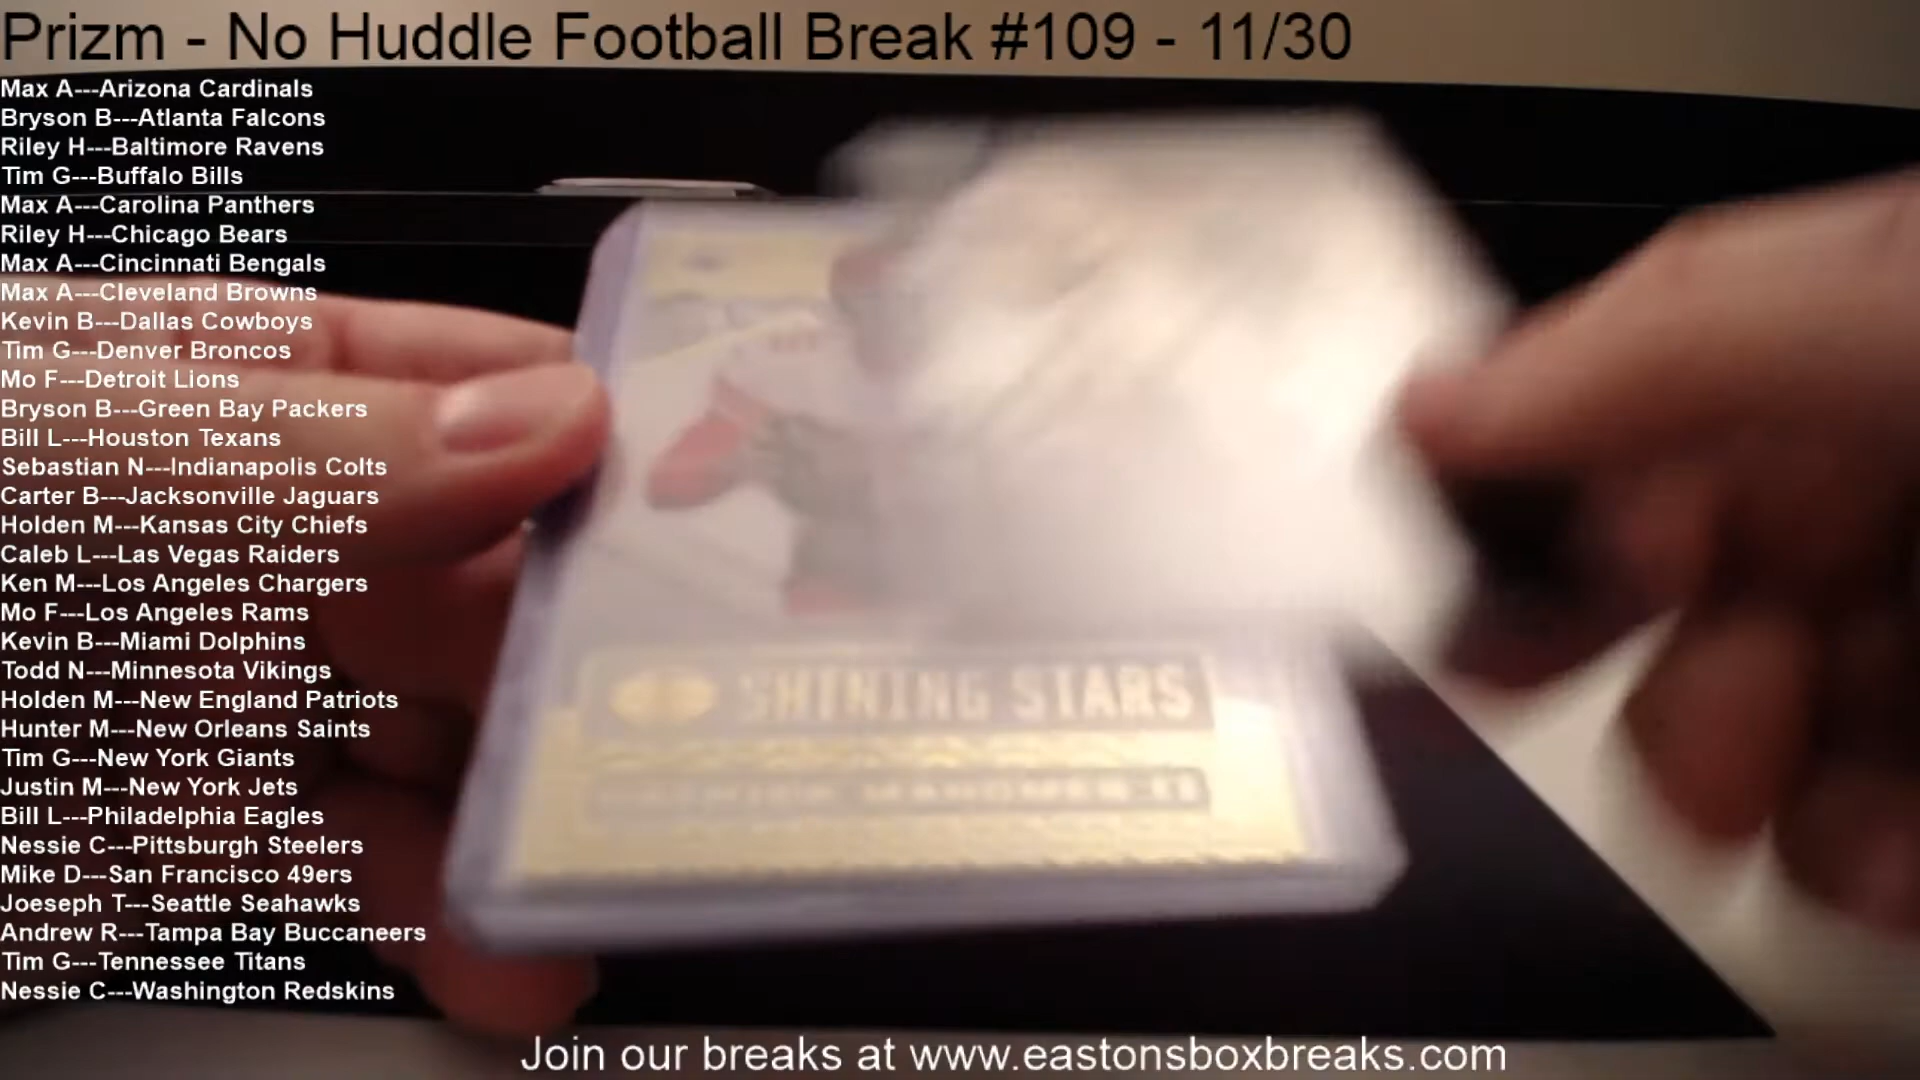 Prizm - No Huddle Football Break #109 - 11/30
Max A---Arizona Cardinals
Bryson B---Atlanta Falcons
Riley H---Baltimore Ravens
Tim G---Buffalo Bills
Max A---Carolina Panthers
Riley H---Chicago Bears
Max A---Cincinnati Bengals
Max A---Cleveland Browns
Kevin B---Dallas Cowboys
Tim G---Denver Broncos
Mo F---Detroit Lions
Bryson B---Green Bay Packers
Bill L---Houston Texans
Sebastian N---Indianapolis Colts
Carter B---Jacksonville Jaguars
Holden M---Kansas City Chiefs
Caleb L---Las Vegas Raiders
Ken M---Los Angeles Chargers
Mo F---Los Angeles Rams
Kevin B---Miami Dolphins
Todd N---Minnesota Vikings
Holden M---New England Patriots
Hunter M---New Orleans Saints
Tim G---New York Giants
Justin M---New York Jets
Bill L---Philadelphia Eagles
Nessie C---Pittsburgh Steelers
Mike D---San Francisco 49ers
Joeseph T---Seattle Seahawks
Andrew R---Tampa Bay Buccaneers
Tim G---Tennessee Titans
Nessie C---Washington Redskins
SHINING STARS
PATRICK MAHOMES II
Join our breaks at www.eastonsboxbreaks.com